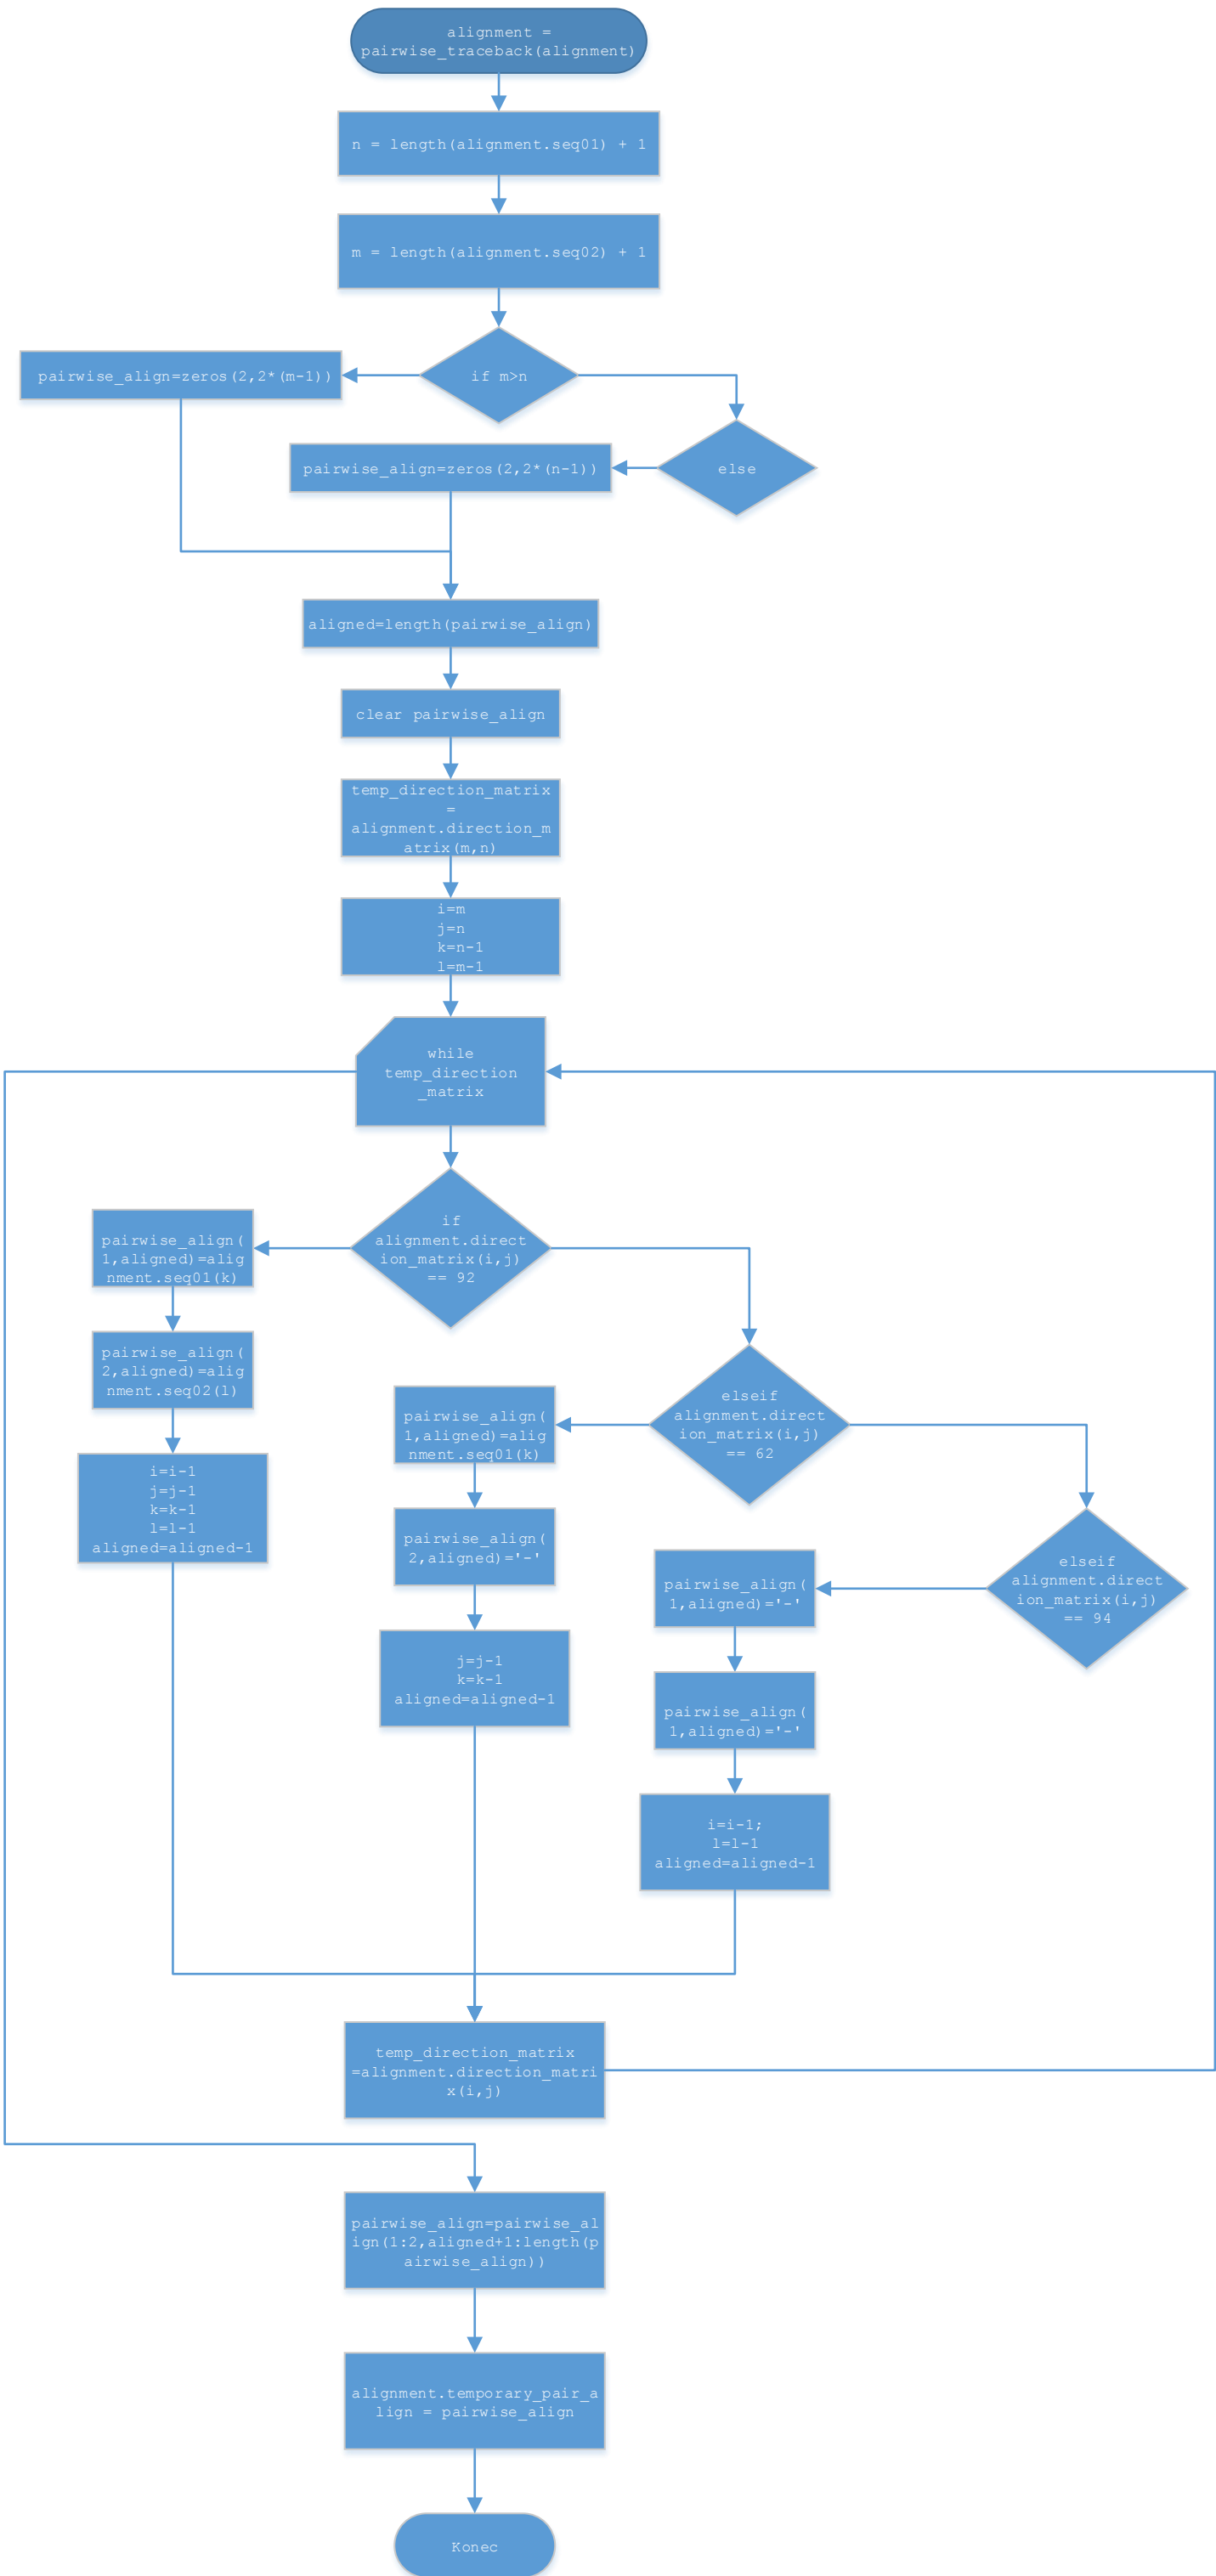 alignment =
pairwise_traceback(alignment)
n = length(alignment.seq01) + 1
m = length(alignment.seq02) + 1
if m>n
pairwise_align=zeros(2,2*(m-1))
else
pairwise_align=zeros(2,2*(n-1))
aligned=length(pairwise_align)
clear pairwise_align
temp_direction_matrix
=
alignment.direction_m
atrix(m,n)
i=m
j=n
k=n-1
l=m-1
while
temp_direction
_matrix
if
alignment.direct
ion_matrix(i,j)
== 92
pairwise_align(
1,aligned)=alig
nment.seq01(k)
pairwise_align(
2,aligned)=alig
nment.seq02(l)
i=i-1
j=j-1
k=k-1
l=l-1
aligned=aligned-1
elseif
alignment.direct
ion_matrix(i,j)
== 62
pairwise_align(
1,aligned)=alig
nment.seq01(k)
pairwise_align(
2,aligned)='-'
j=j-1
k=k-1
aligned=aligned-1
elseif
alignment.direct
ion_matrix(i,j)
== 94
pairwise_align(
1,aligned)='-'
pairwise_align(
1,aligned)='-'
i=i-1;
l=l-1
aligned=aligned-1
temp_direction_matrix
=alignment.direction_matri
x(i,j)
pairwise_align=pairwise_al
ign(1:2,aligned+1:length(p
airwise_align))
alignment.temporary_pair_a
lign = pairwise_align
Konec